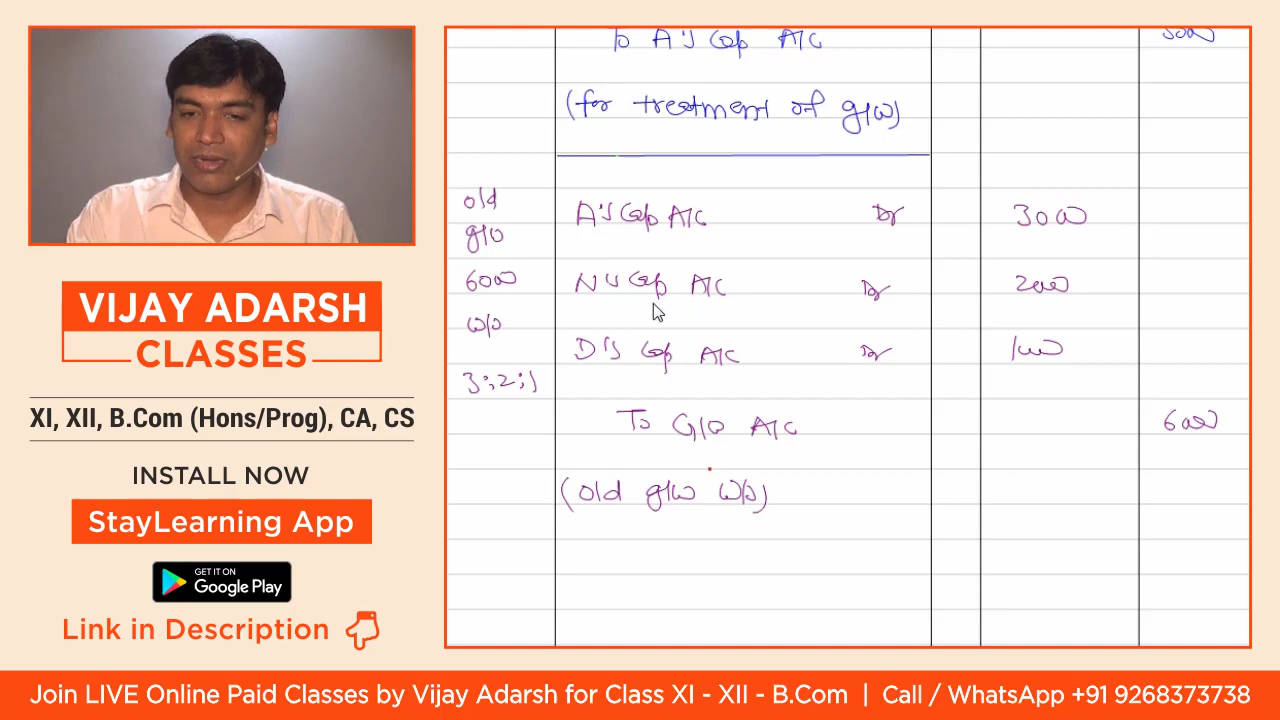 To A's Cap A/C
(for treatment of g/w)
old
g/w
6000
w/o
3:2:1
A's Cap A/C Dr 3000
N's Cap A/C Dr 2000
D's Cap A/C Dr 1000
To G/w A/C 6000
(old g/w w/o)
VIJAY ADARSH
CLASSES
XI, XII, B.Com (Hons/Prog), CA, CS
INSTALL NOW
StayLearning App
GET IT ON
Google Play
Link in Description
Join LIVE Online Paid Classes by Vijay Adarsh for Class XI - XII - B.Com | Call / WhatsApp +91 9268373738